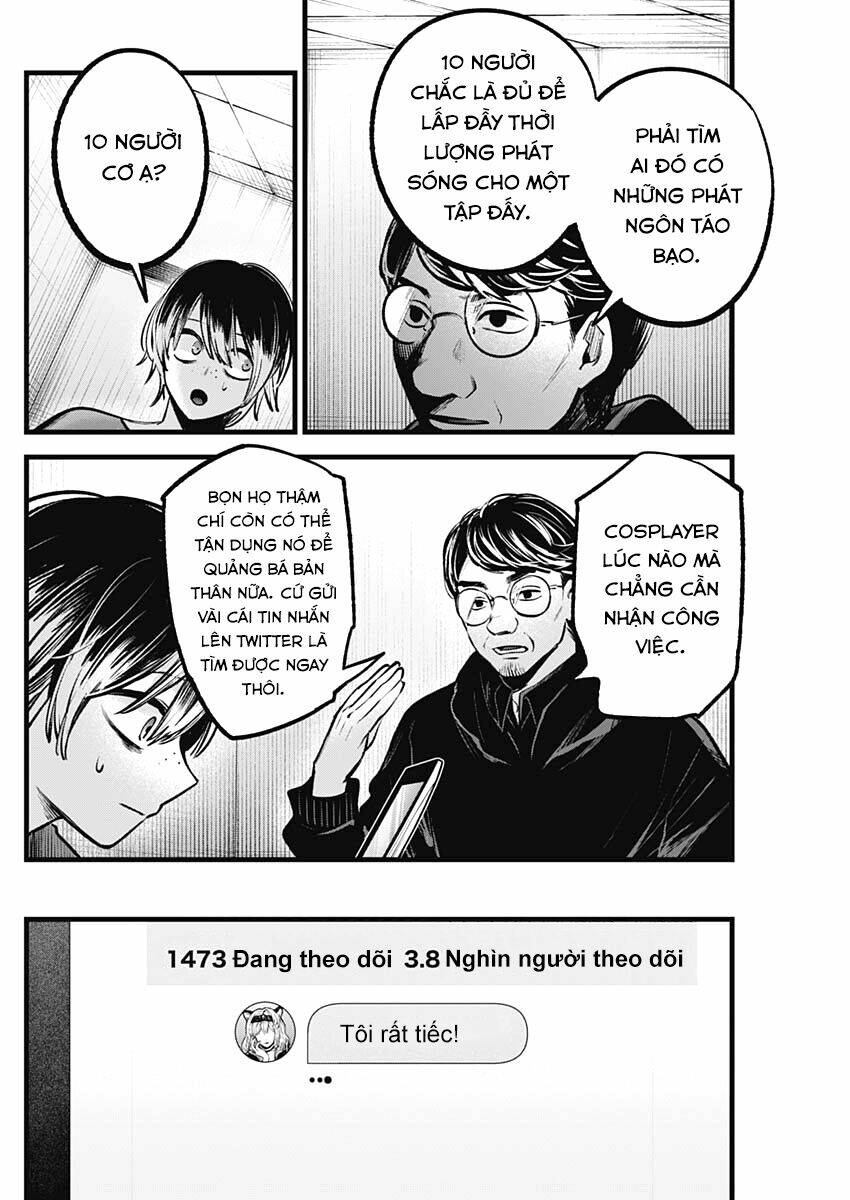 PHẢI TÌM
AI ĐÓ CÓ
NHỮNG PHÁT
NGÔN TÁO
BẠO.
10 NGƯỜI
CHẮC LÀ ĐỦ ĐỂ
LẤP ĐẦY THỜI
LƯỢNG PHÁT
SÓNG CHO MỘT
TẬP ĐẤY.
10 NGƯỜI
CƠ Ạ?
COSPLAYER
LÚC NÀO MÀ
CHẲNG CẦN
NHẬN CÔNG
VIỆC.
BỌN HỌ THẬM
CHÍ CÒN CÓ THỂ
TẬN DỤNG NÓ ĐỂ
QUẢNG BÁ BẢN
THÂN NỮA. CỨ GỬI
VÀI CÁI TIN NHẮN
LÊN TWITTER LÀ
TÌM ĐƯỢC NGAY
THÔI.
1473 Đang theo dõi 3.8 Nghìn người theo dõi
Tôi rất tiếc!